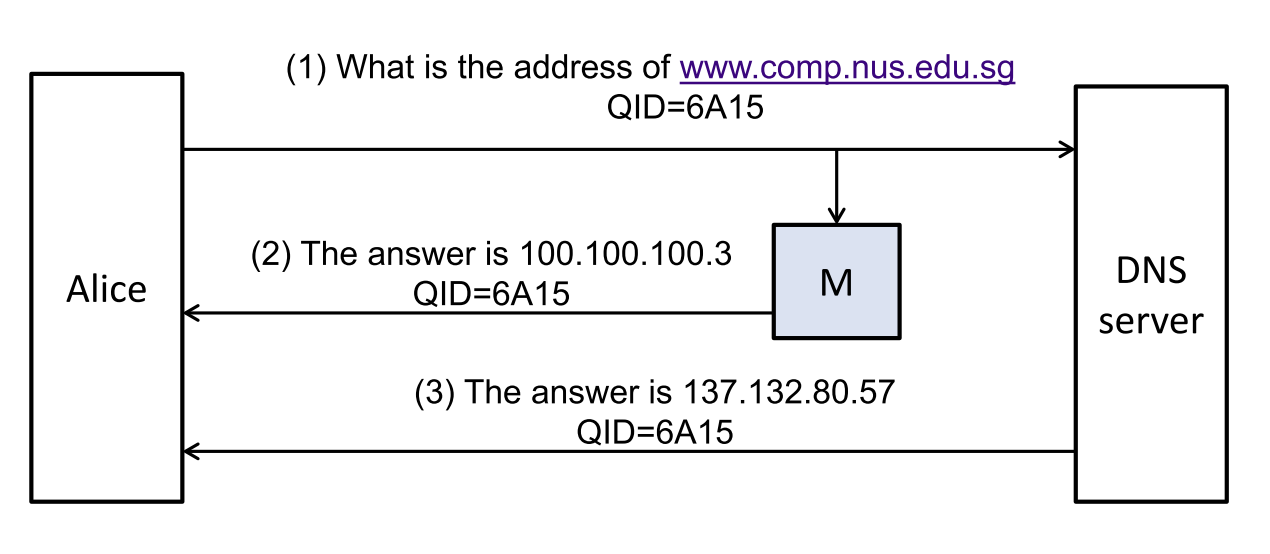 (1) What is the address of www.comp.nus.edu.sg
QID=6A15
(2) The answer is 100.100.100.3
QID=6A15
Alice
M
DNS
server
(3) The answer is 137.132.80.57
QID=6A15